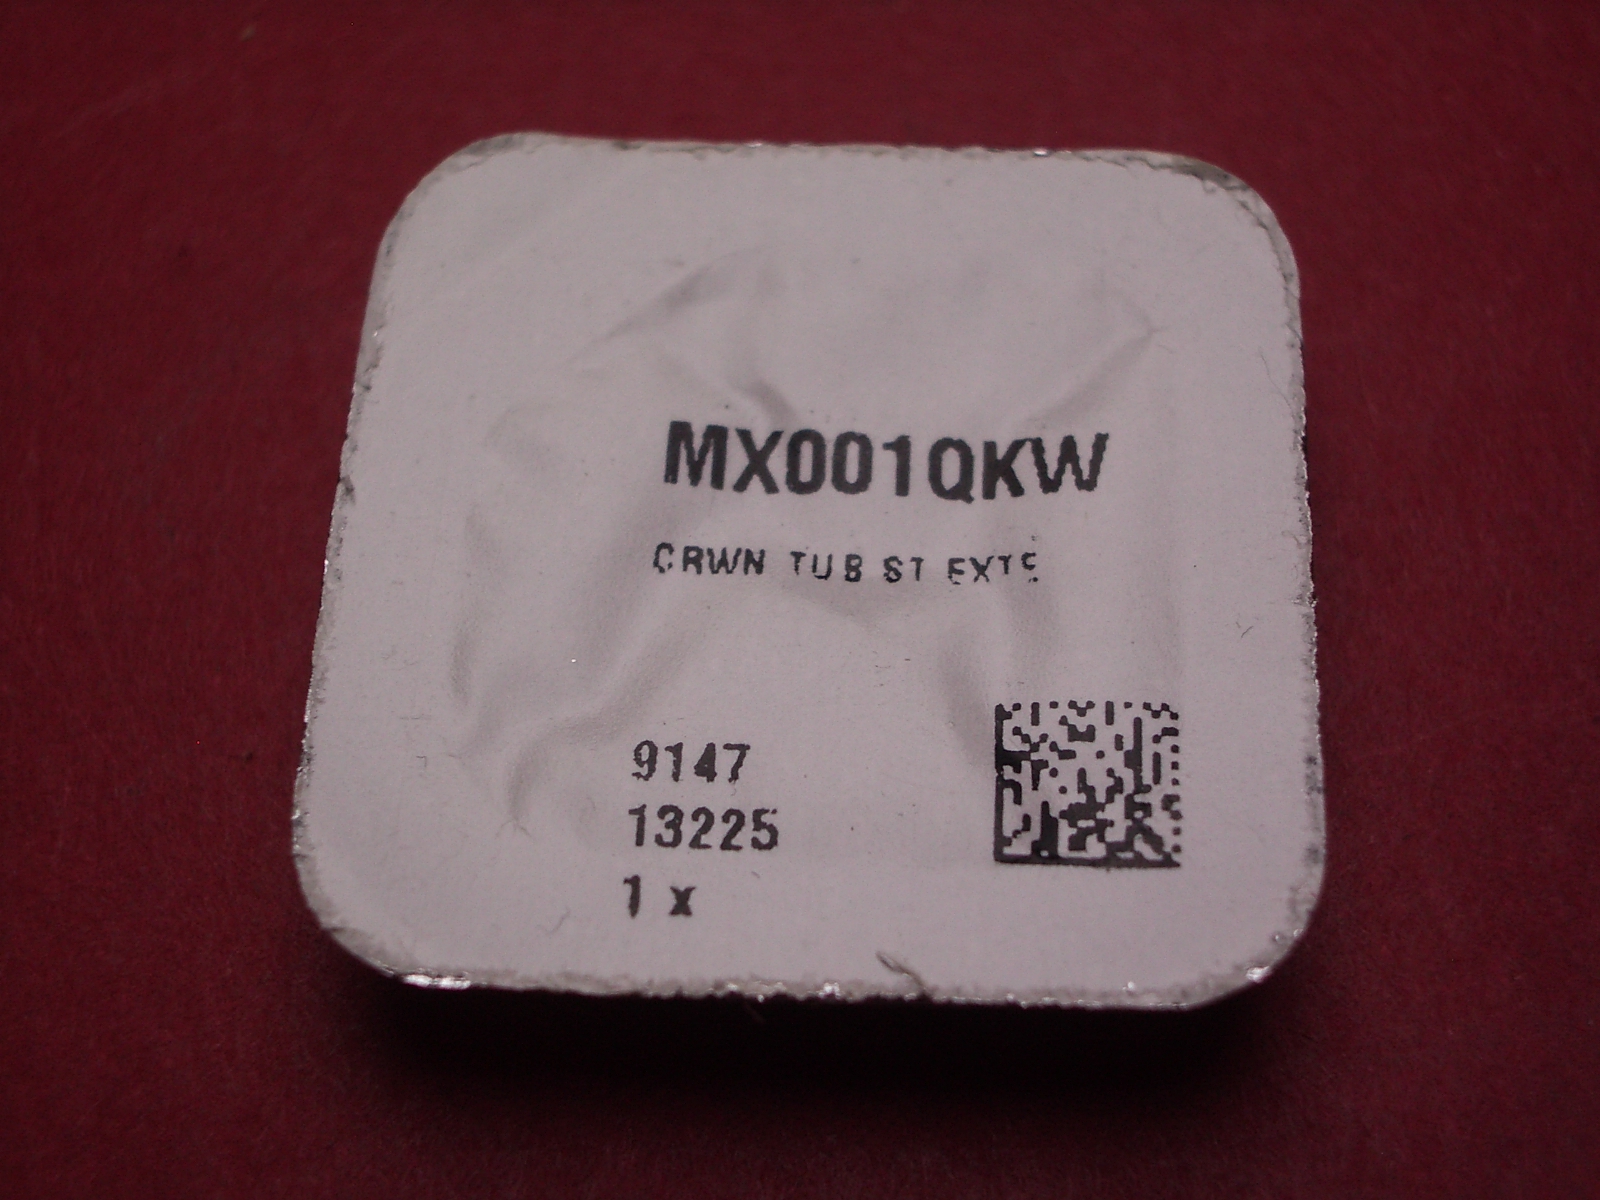 MX001QKW
CRWN TUB ST EXTS
9147
13225
1 x